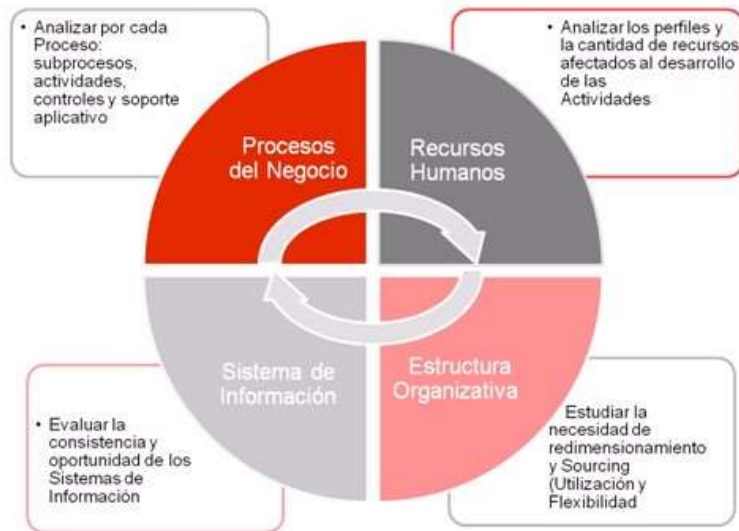 • Analizar por cada
Proceso:
subprocesos,
actividades,
controles y soporte
aplicativo
• Analizar los perfiles y
la cantidad de recursos
afectados al desarrollo
de las
Actividades
Procesos
del Negocio
Recursos
Humanos
Sistema de
Información
Estructura
Organizativa
• Evaluar la
consistencia y
oportunidad de los
Sistemas de
Información
Estudiar la
necesidad de
redimensionamiento
y Sourcing
(Utilización y
Flexibilidad